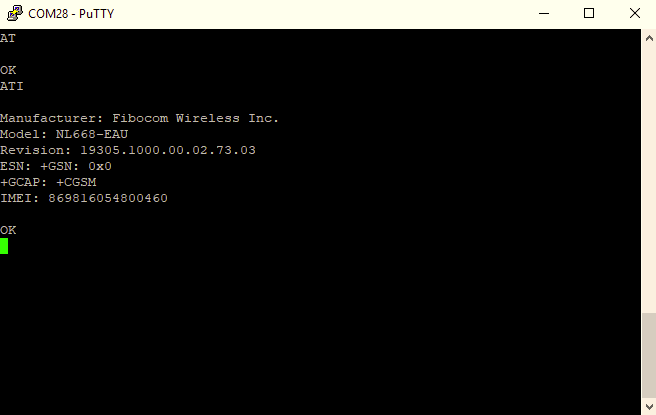 COM28 - PuTTY
AT
OK
ATI
Manufacturer: Fibocom Wireless Inc.
Model: NL668-EAU
Revision: 19305.1000.00.02.73.03
ESN: +GSN: 0x0
+GCAP: +CGSM
IMEI: 869816054800460
OK